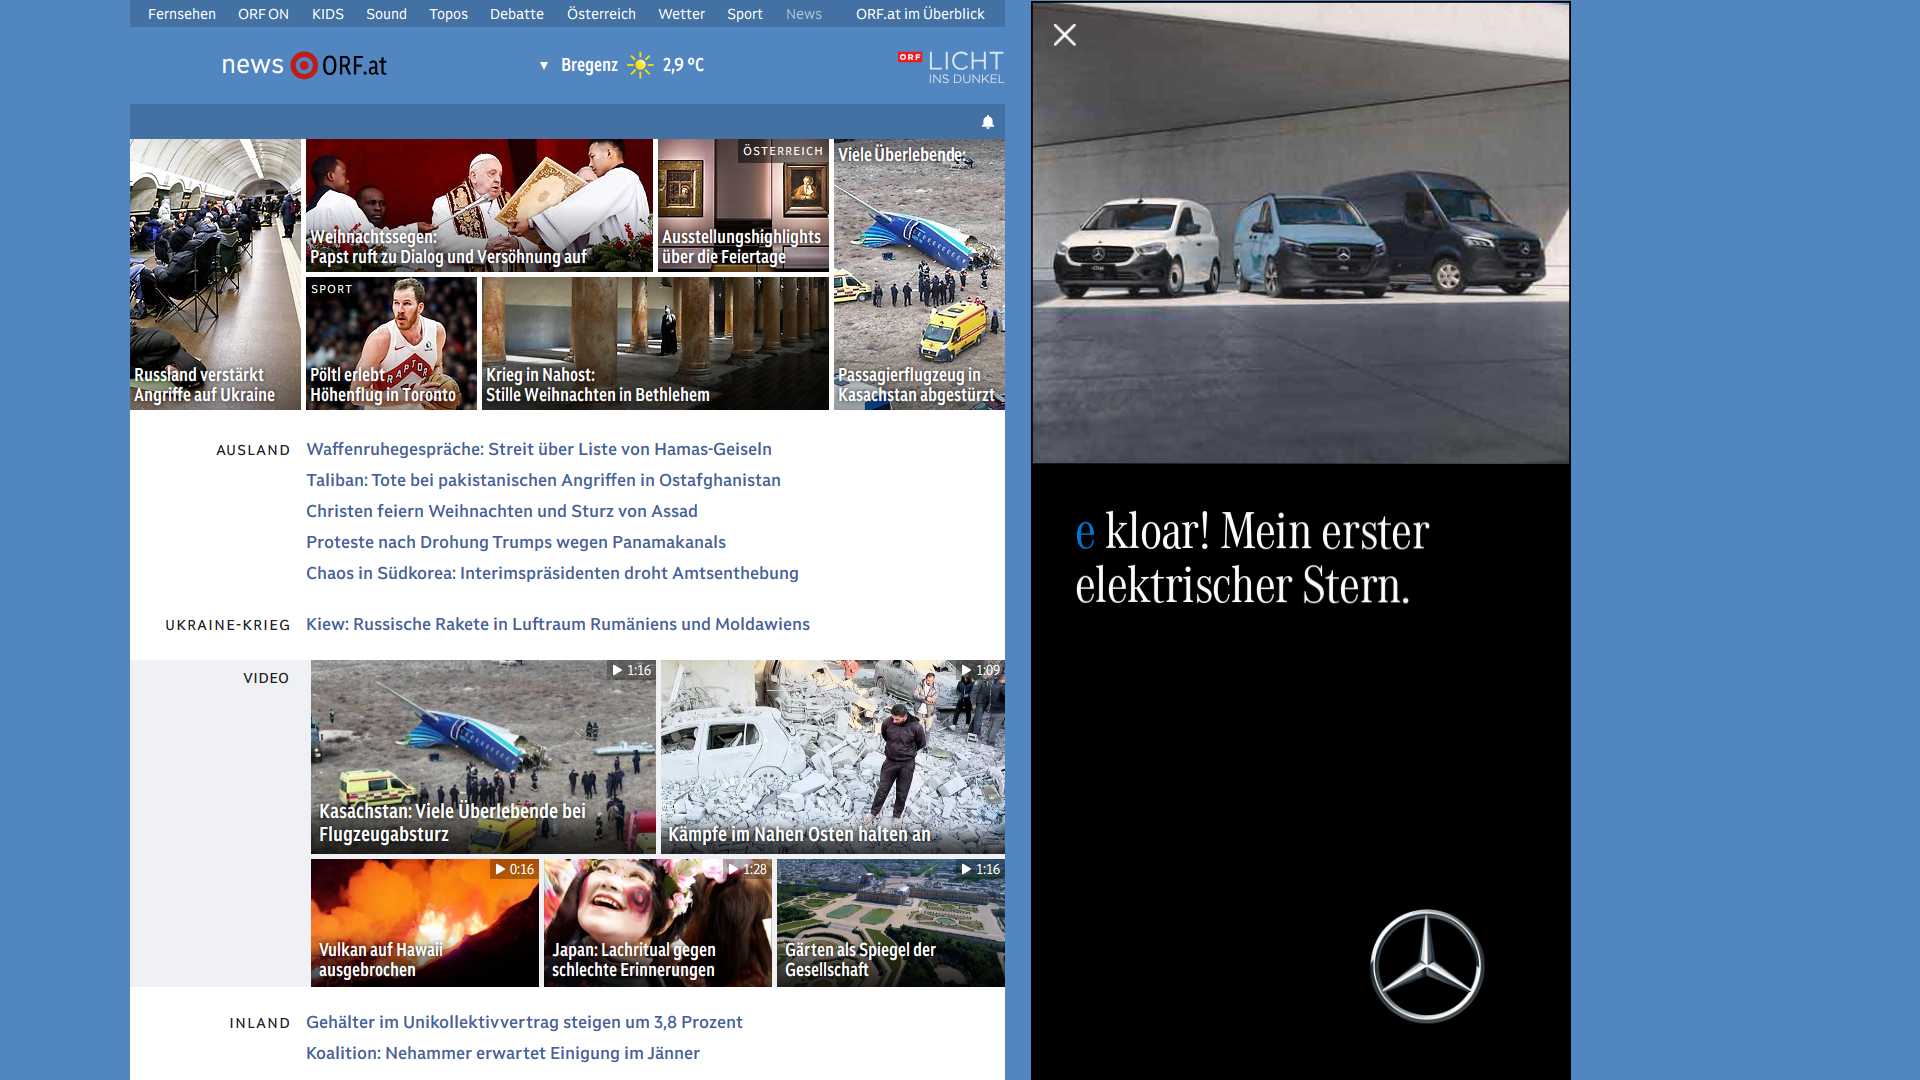 Fernsehen ORF ON KIDS Sound Topos Debatte Österreich Wetter Sport News ORF.at im Überblick
news ORF.at
▼ Bregenz 2,9 °C
ORF LICHT
INS DUNKEL
Russland verstärkt
Angriffe auf Ukraine
Weihnachtssegen:
Papst ruft zu Dialog und Versöhnung auf
ÖSTERREICH
Ausstellungshighlights
über die Feiertage
Viele Überlebende:
Passagierflugzeug in
Kasachstan abgestürzt
SPORT
RAPTOR
Pöltl erlebt
Höhenflug in Toronto
Krieg in Nahost:
Stille Weihnachten in Bethlehem
AUSLAND
Waffenruhegespräche: Streit über Liste von Hamas-Geiseln
Taliban: Tote bei pakistanischen Angriffen in Ostafghanistan
Christen feiern Weihnachten und Sturz von Assad
Proteste nach Drohung Trumps wegen Panamakanals
Chaos in Südkorea: Interimspräsidenten droht Amtsenthebung
UKRAINE-KRIEG
Kiew: Russische Rakete in Luftraum Rumäniens und Moldawiens
VIDEO
1:16
Kasachstan: Viele Überlebende bei
Flugzeugabsturz
1:09
Kämpfe im Nahen Osten halten an
0:16
Vulkan auf Hawaii
ausgebrochen
1:28
Japan: Lachritual gegen
schlechte Erinnerungen
1:16
Gärten als Spiegel der
Gesellschaft
INLAND
Gehälter im Unikollektivvertrag steigen um 3,8 Prozent
Koalition: Nehammer erwartet Einigung im Jänner
e kloar! Mein erster
elektrischer Stern.